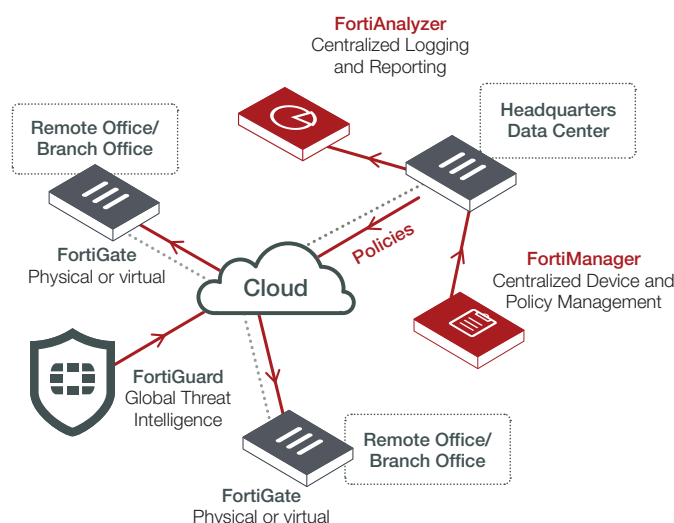 FortiAnalyzer
Centralized Logging
and Reporting
Headquarters
Data Center
Remote Office/
Branch Office
FortiGate
Physical or virtual
Policies
FortiManager
Centralized Device and
Policy Management
Cloud
FortiGuard
Global Threat
Intelligence
Remote Office/
Branch Office
FortiGate
Physical or virtual